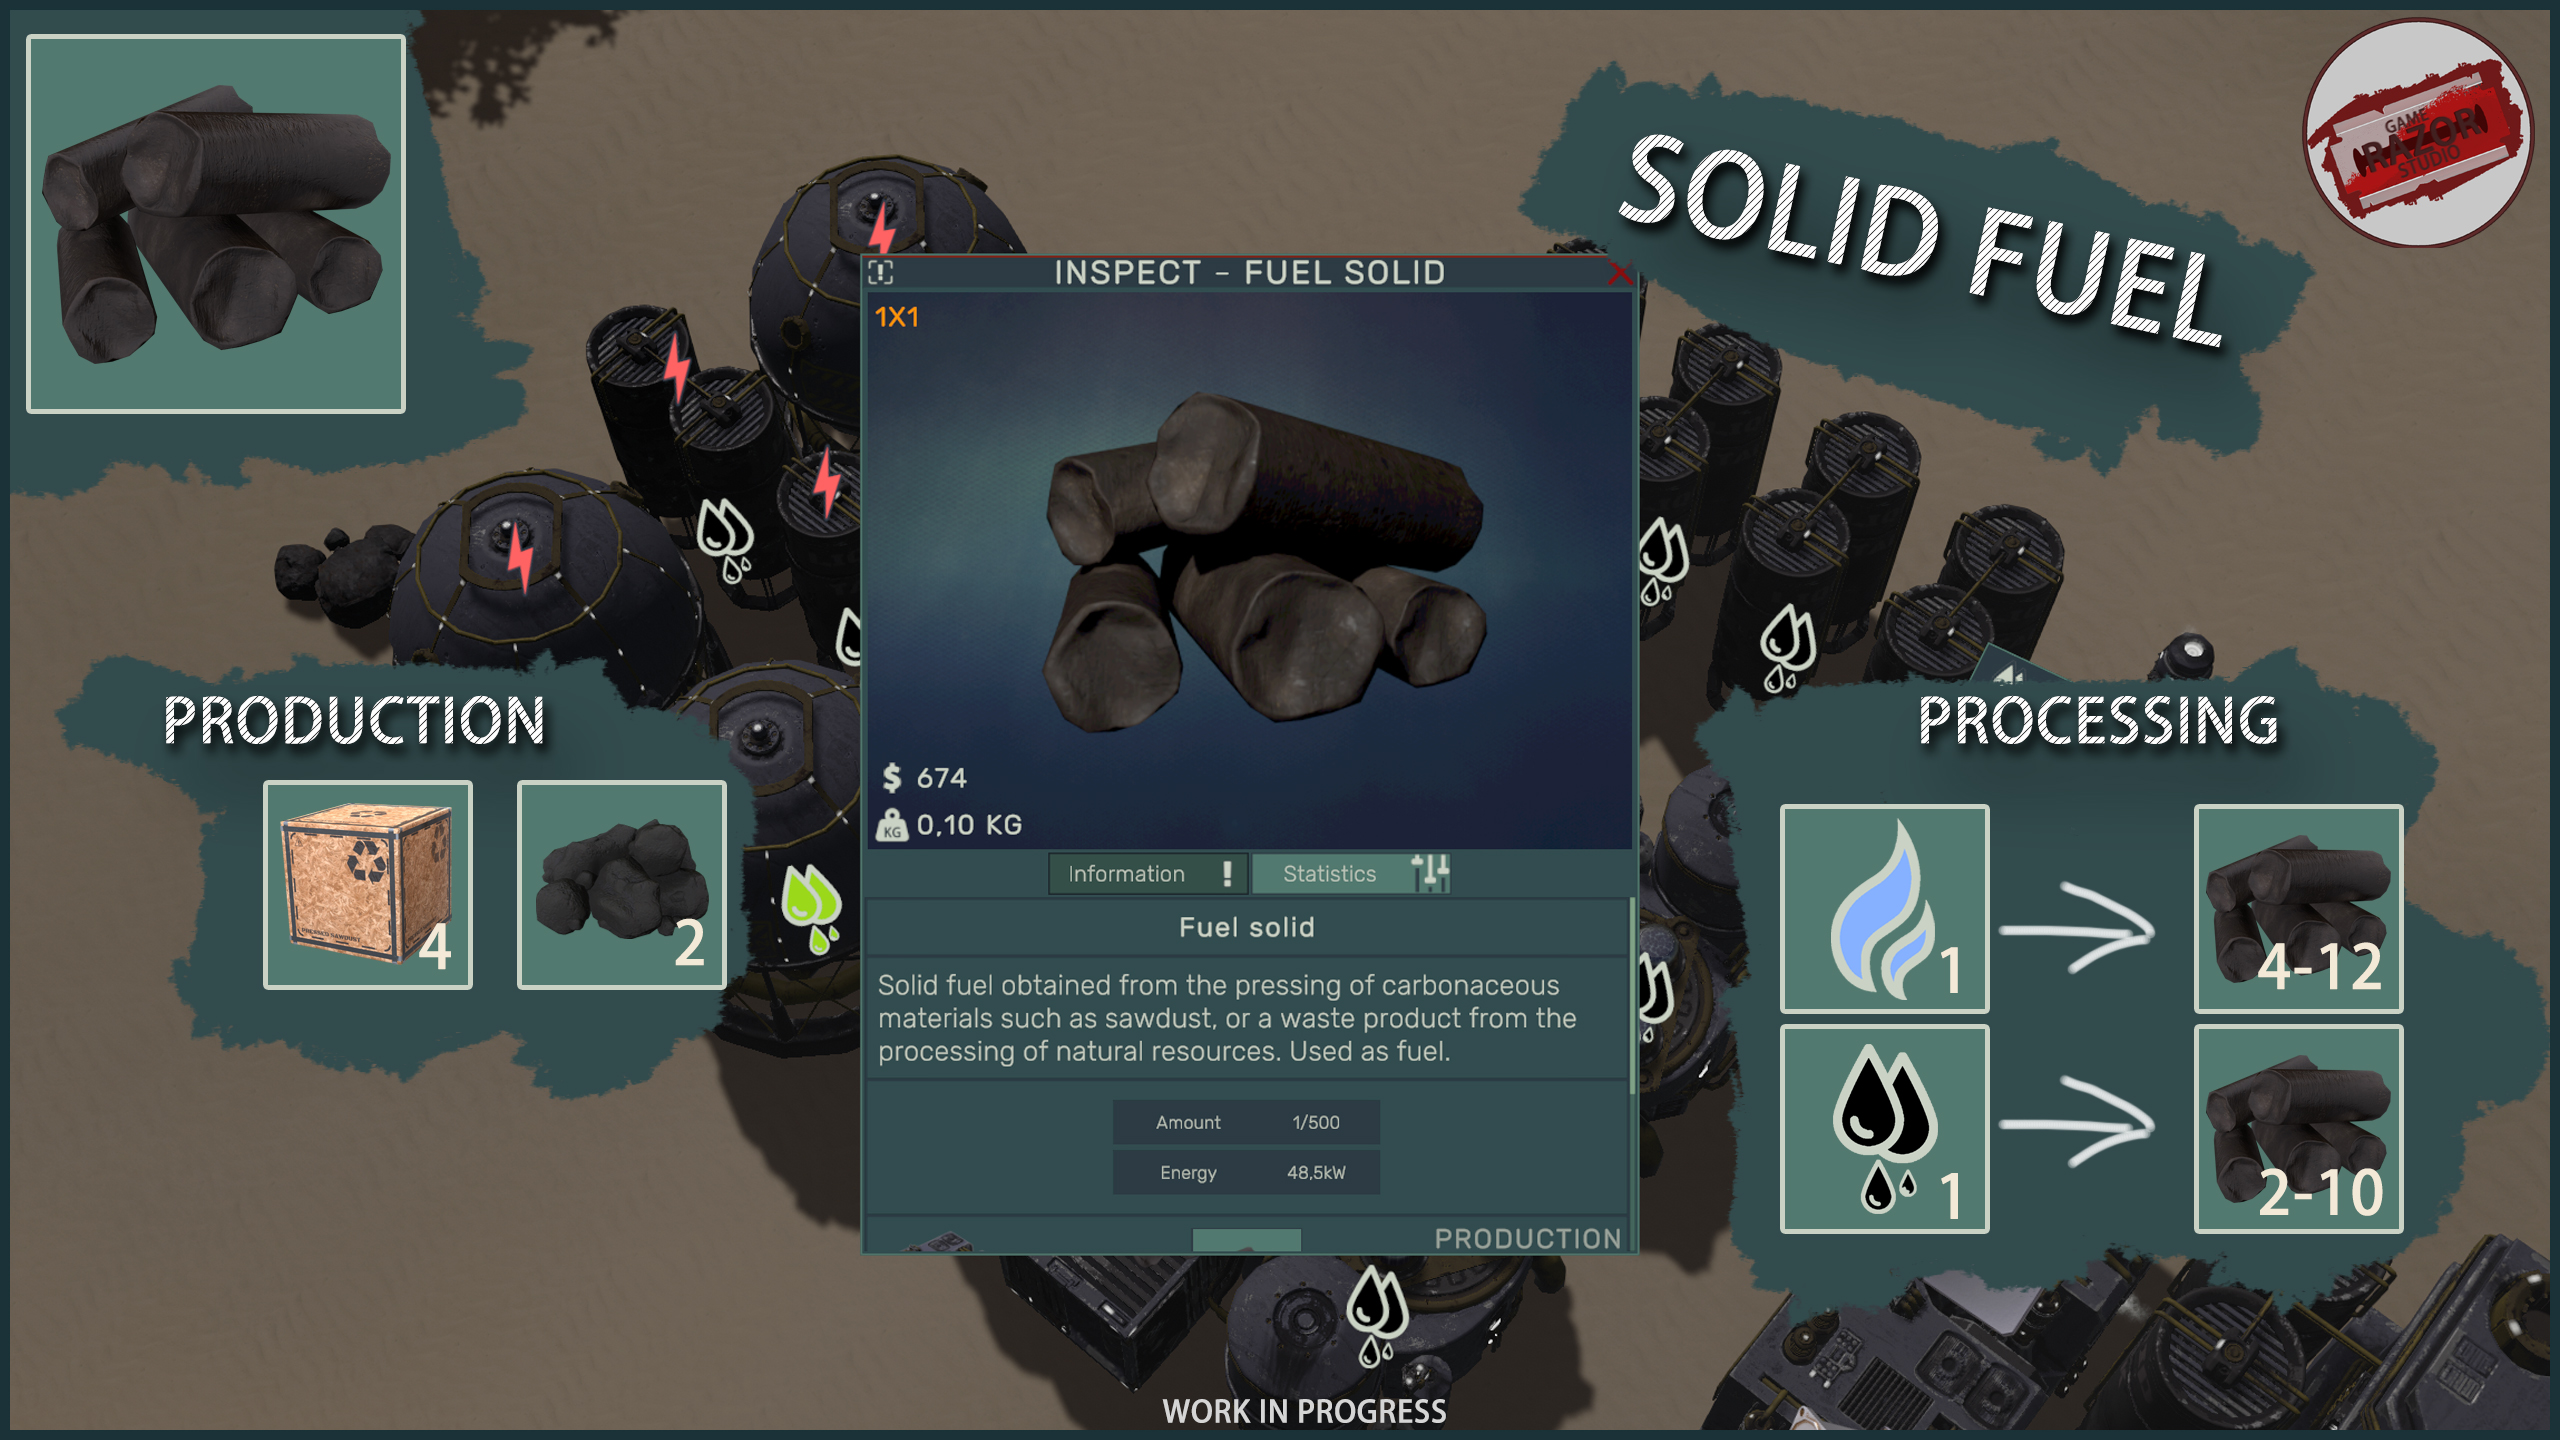 SOLID FUEL
GAME
RAZOR
STUDIO
INSPECT - FUEL SOLID
1X1
$ 674
KG
0,10 KG
Information !
Statistics
Fuel solid
Solid fuel obtained from the pressing of carbonaceous
materials such as sawdust, or a waste product from the
processing of natural resources. Used as fuel.
Amount 1/500
Energy 48,5kW
PRODUCTION
PRODUCTION
PRESSED SAWDUST
4
2
PROCESSING
1
4-12
1
2-10
WORK IN PROGRESS